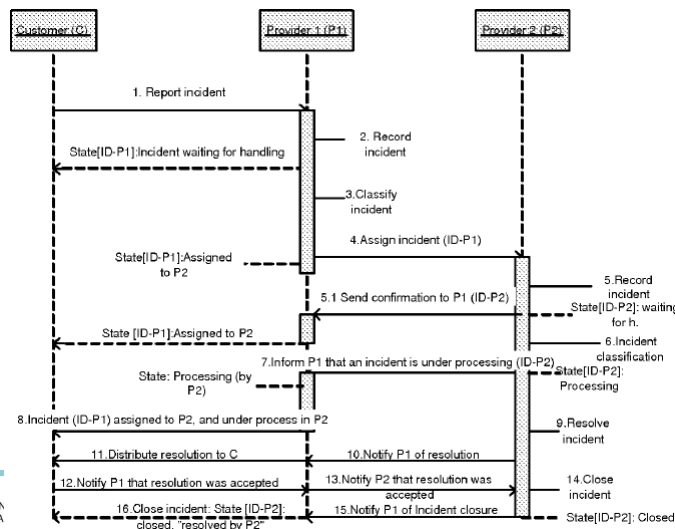 Customer (C)
Provider 1 (P1)
Provider 2 (P2)
1. Report incident
2. Record
incident
State[ID-P1]:Incident waiting for handling
3.Classify
incident
4.Assign incident (ID-P1)
State[ID-P1]:Assigned
to P2
5.Record
incident
5.1 Send confirmation to P1 (ID-P2)
State[ID-P2]: waiting
for h.
State [ID-P1]:Assigned to P2
6.Incident
classification
7.Inform P1 that an incident is under processing (ID-P2)
State[ID-P2]:
Processing
State: Processing (by
P2)
8.Incident (ID-P1) assigned to P2, and under process in P2
9.Resolve
incident
11.Distribute resolution to C
10.Notify P1 of resolution
12.Notify P1 that resolution was accepted
13.Notify P2 that resolution was
accepted
14.Close
incident
16.Close incident: State [ID-P2]:
closed, "resolved by P2"
15.Notify P1 of Incident closure
State[ID-P2]: Closed
N
A